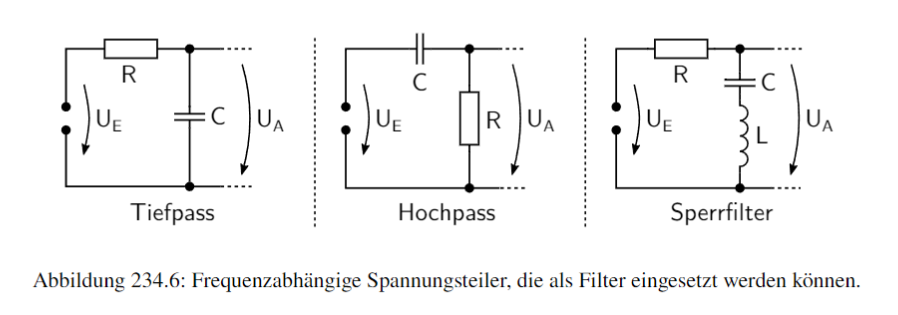 R
U_E
C
U_A
Tiefpass
C
U_E
R
U_A
Hochpass
R
U_E
C
L
U_A
Sperrfilter
Abbildung 234.6: Frequenzabhängige Spannungsteiler, die als Filter eingesetzt werden können.